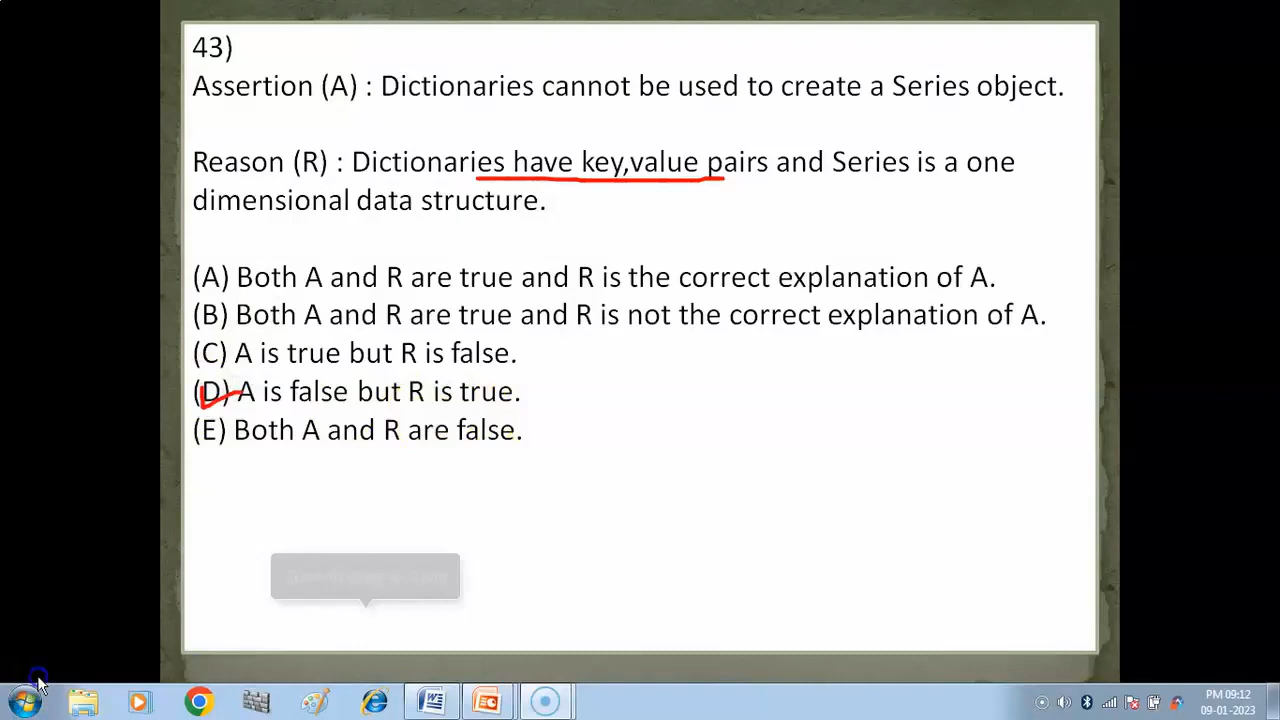 43)
Assertion (A) : Dictionaries cannot be used to create a Series object.
Reason (R) : Dictionaries have key,value pairs and Series is a one
dimensional data structure.
(A) Both A and R are true and R is the correct explanation of A.
(B) Both A and R are true and R is not the correct explanation of A.
(C) A is true but R is false.
(D) A is false but R is true.
(E) Both A and R are false.
PM 09:12
09-01-2023